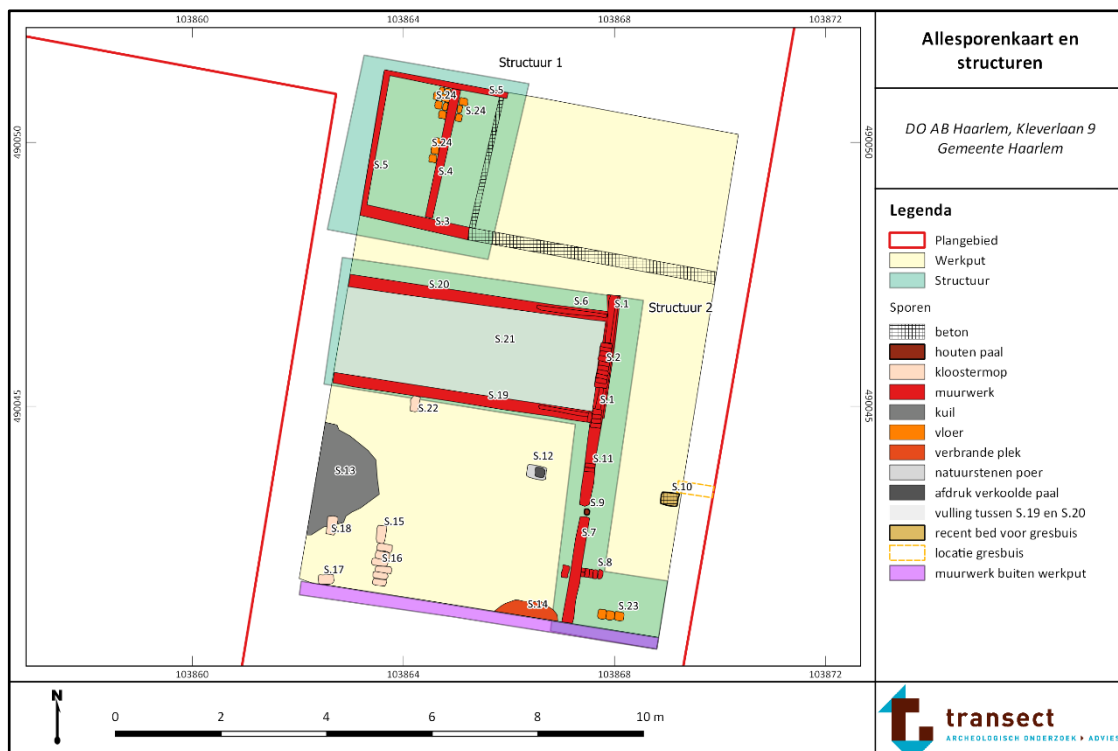 103860 103864 103868 103872
Structuur 1
S.24
S.5
S.24
490050
490050
S.24
S.5
S.4
S.3
S.20
S.6
S.1
Structuur 2
S.21
S.2
S.19
S.1
490045
490045
S.22
S.11
S.12
S.13
S.10
S.9
S.18
S.15
S.7
S.16
S.8
S.17
S.14
S.23
103860 103864 103868 103872
N
0 2 4 6 8 10 m
Allesporenkaart en
structuren
DO AB Haarlem, Kleverlaan 9
Gemeente Haarlem
Legenda
Plangebied
Werkput
Structuur
Sporen
beton
houten paal
kloostermop
muurwerk
kuil
vloer
verbrande plek
natuurstenen poer
afdruk verkoolde paal
vulling tussen S.19 en S.20
recent bed voor gresbuis
locatie gresbuis
muurwerk buiten werkput
transect
ARCHEOLOGISCH ONDERZOEK ADVIES